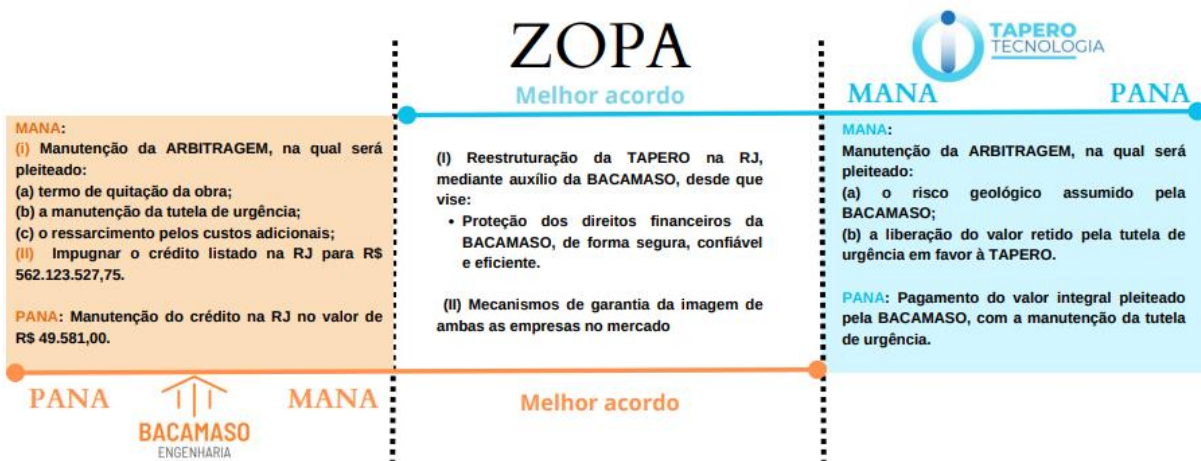 ZOPA
Melhor acordo
TAPERO
TECNOLOGIA
MANA
PANA
MANA:
(i) Manutenção da ARBITRAGEM, na qual será
pleiteado:
(a) termo de quitação da obra;
(b) a manutenção da tutela de urgência;
(c) o ressarcimento pelos custos adicionais;
(II) Impugnar o crédito listado na RJ para R$
562.123.527,75.
PANA: Manutenção do crédito na RJ no valor de
R$ 49.581,00.
(I) Reestruturação da TAPERO na RJ,
mediante auxílio da BACAMASO, desde que
vise:
• Proteção dos direitos financeiros da
BACAMASO, de forma segura, confiável
e eficiente.
(II) Mecanismos de garantia da imagem de
ambas as empresas no mercado
MANA:
Manutenção da ARBITRAGEM, na qual será
pleiteado:
(a) o risco geológico assumido pela
BACAMASO;
(b) a liberação do valor retido pela tutela de
urgência em favor à TAPERO.
PANA: Pagamento do valor integral pleiteado
pela BACAMASO, com a manutenção da tutela
de urgência.
PANA
MANA
BACAMASO
ENGENHARIA
Melhor acordo